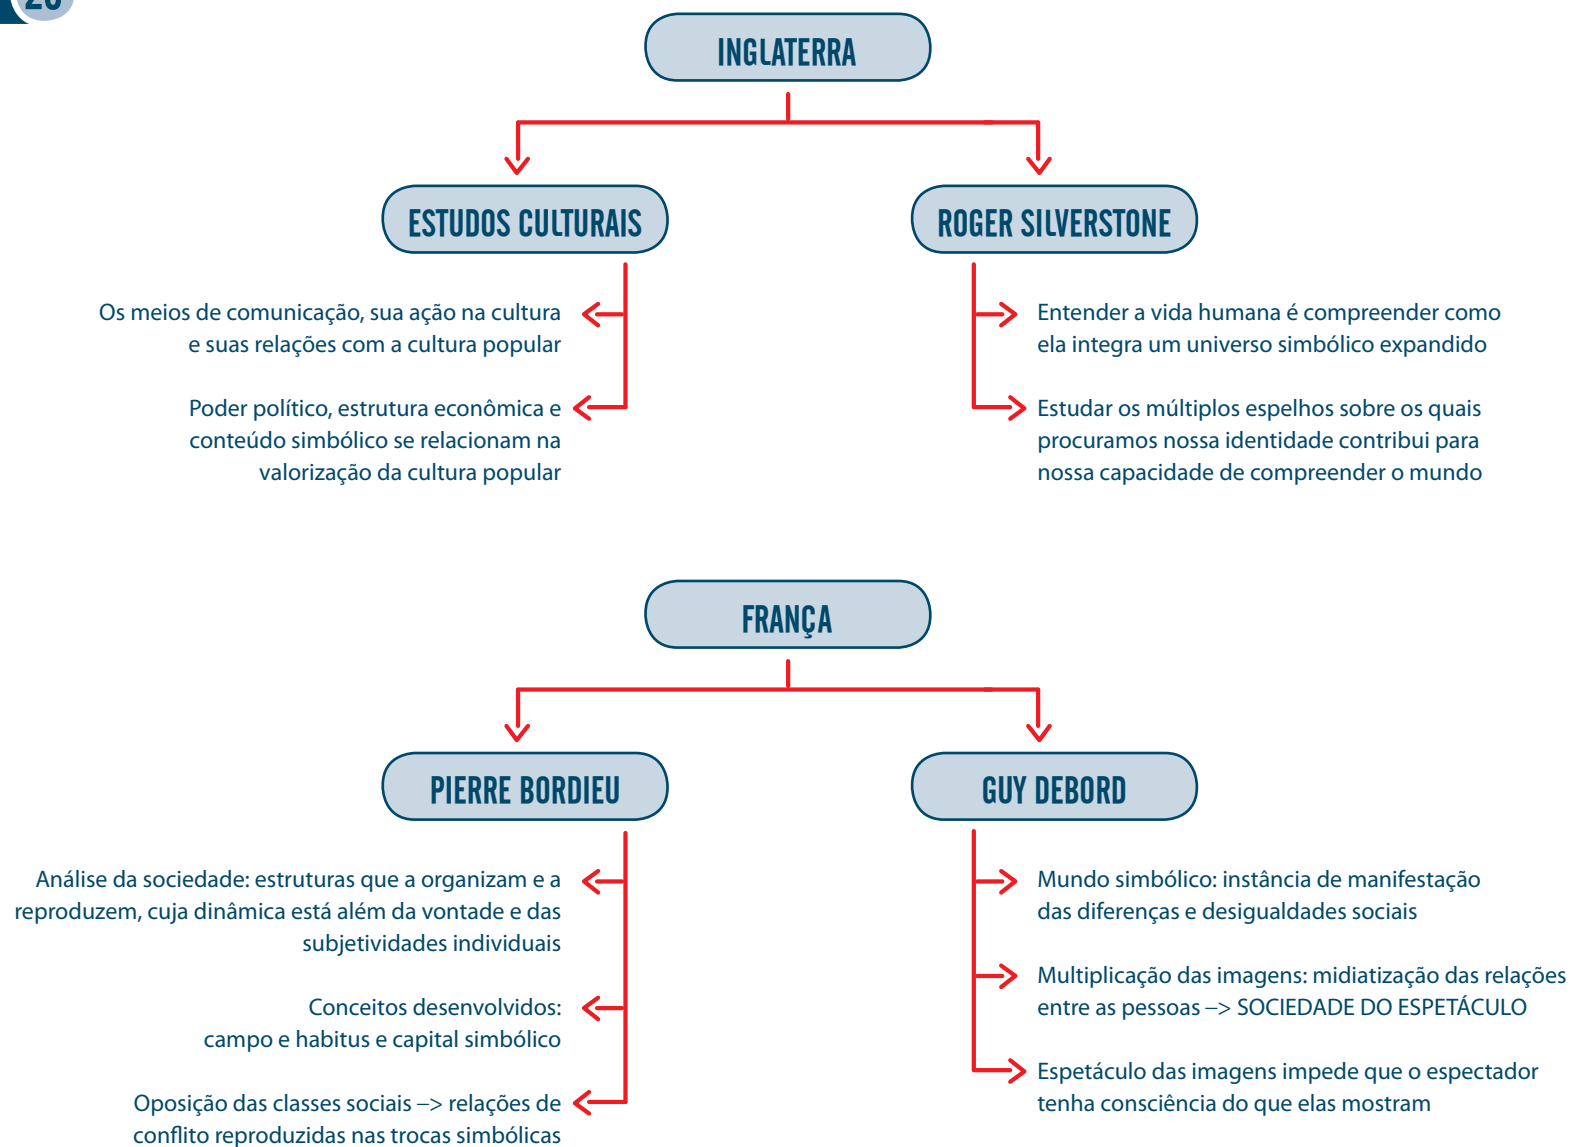 INGLATERRA
ESTUDOS CULTURAIS
Os meios de comunicação, sua ação na cultura
e suas relações com a cultura popular
Poder político, estrutura econômica e
conteúdo simbólico se relacionam na
valorização da cultura popular
ROGER SILVERSTONE
Entender a vida humana é compreender como
ela integra um universo simbólico expandido
Estudar os múltiplos espelhos sobre os quais
procuramos nossa identidade contribui para
nossa capacidade de compreender o mundo
FRANÇA
PIERRE BORDIEU
Análise da sociedade: estruturas que a organizam e a
reproduzem, cuja dinâmica está além da vontade e das
subjetividades individuais
Conceitos desenvolvidos:
campo e habitus e capital simbólico
Oposição das classes sociais –> relações de
conflito reproduzidas nas trocas simbólicas
GUY DEBORD
Mundo simbólico: instância de manifestação
das diferenças e desigualdades sociais
Multiplicação das imagens: midiatização das relações
entre as pessoas –> SOCIEDADE DO ESPETÁCULO
Espetáculo das imagens impede que o espectador
tenha consciência do que elas mostram